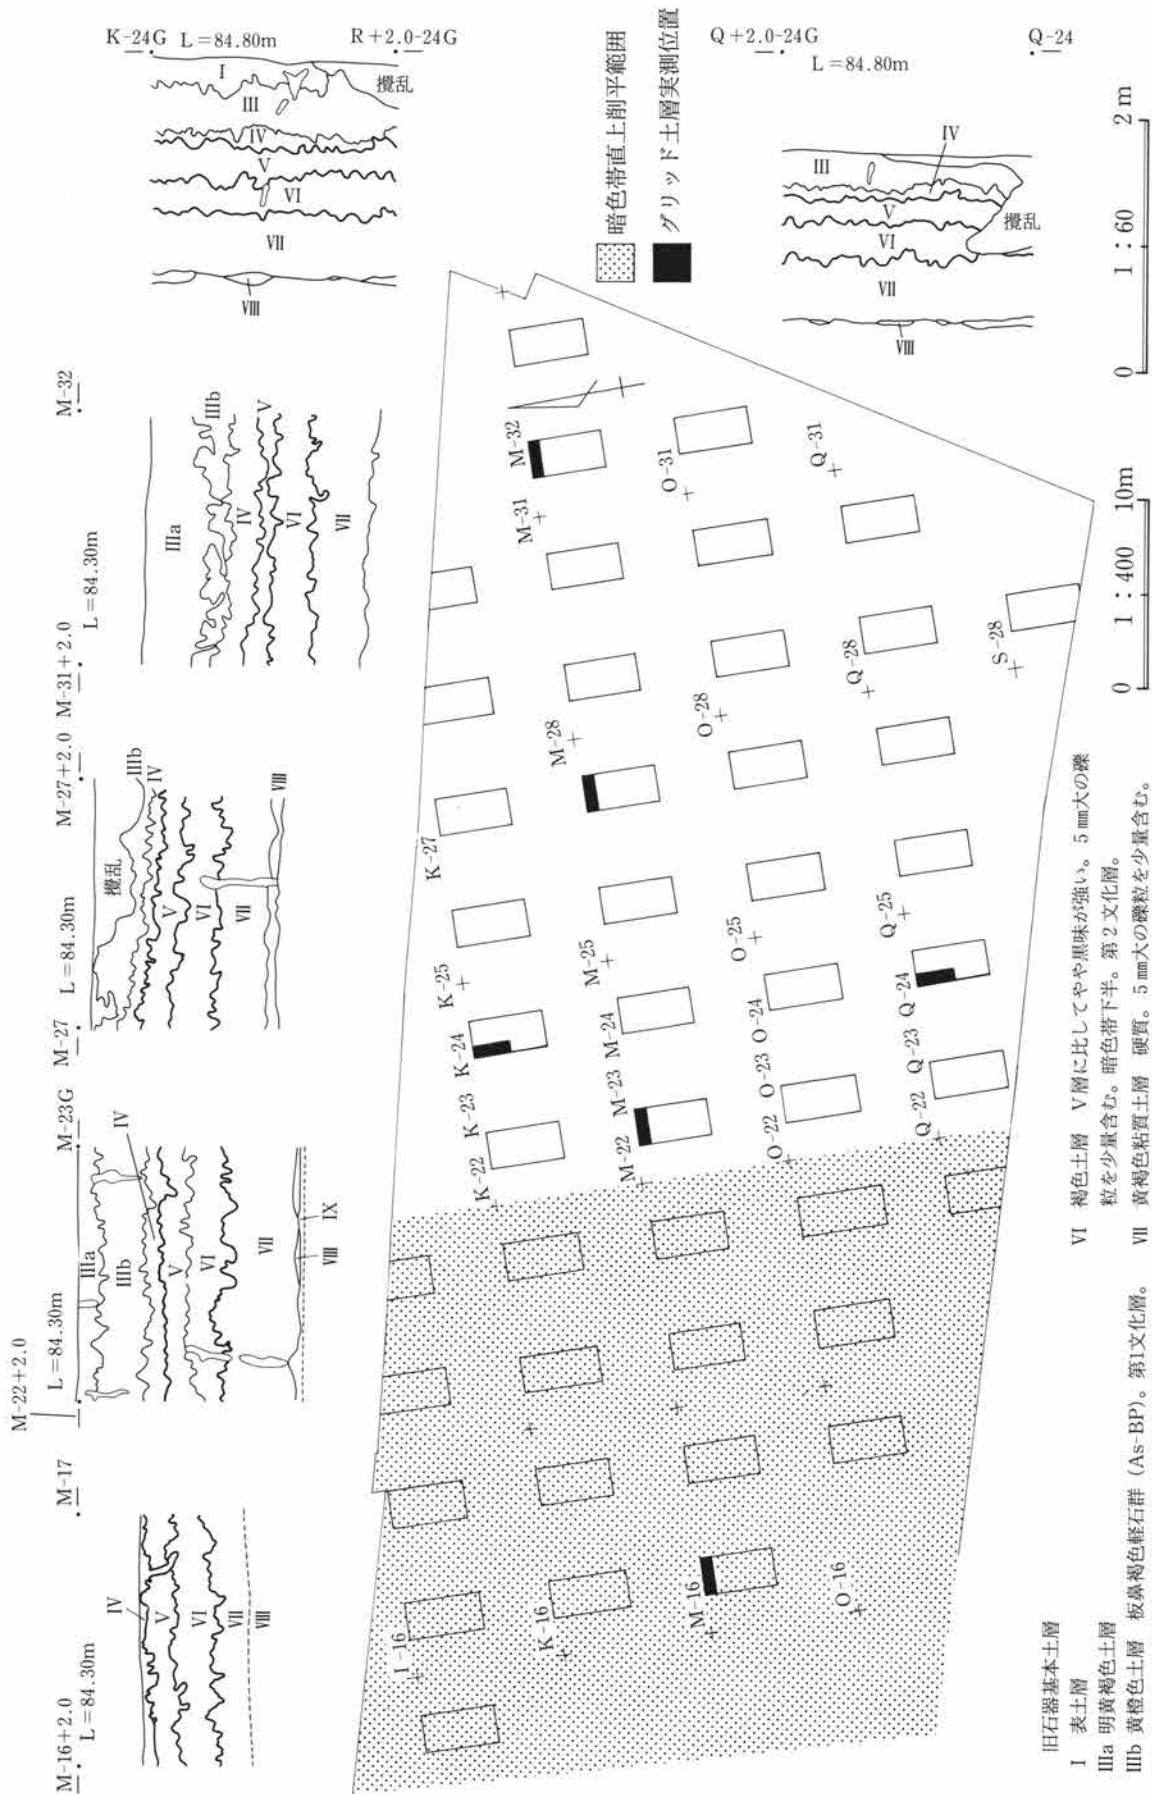 K-24G L=84.80m R+2.0-24G
I
III
攪乱
IV
V
VI
VII
VIII
Q+2.0-24G Q-24
L=84.80m
III
IV
V
VI
攪乱
VII
VIII
暗色帯直上削平範囲
グリッド土層実測位置
0 1:60 2m
M-31+2.0 M-32
L=84.30m
IIIa
IIIb
IV
V
VI
VII
M-27 M-27+2.0
L=84.30m
攪乱
IIIb
IV
V
VI
VII
VIII
M-22+2.0 M-23G
L=84.30m
IIIa
IIIb
IV
V
VI
VII
VIII
IX
M-16+2.0 M-17
L=84.30m
IV
V
VI
VII
VIII
M-32
M-31
O-31
Q-31
M-28
O-28
Q-28
S-28
K-27
K-25
M-25
O-25
Q-25
K-24
M-24
O-24
Q-24
K-23
M-23
O-23
Q-23
K-22
M-22
O-22
Q-22
I-16
K-16
M-16
O-16
0 1:400 10m
旧石器基本土層
I 表土層
IIIa 明黄褐色土層
IIIb 黄橙色土層 板鼻褐色軽石群(As-BP)。第1文化層。
VI 褐色土層 V層に比してやや黒味が強い。5㎜大の礫
粒を少量含む。暗色帯下半。第2文化層。
VII 黄褐色粘質土層 硬質。5㎜大の礫粒を少量含む。